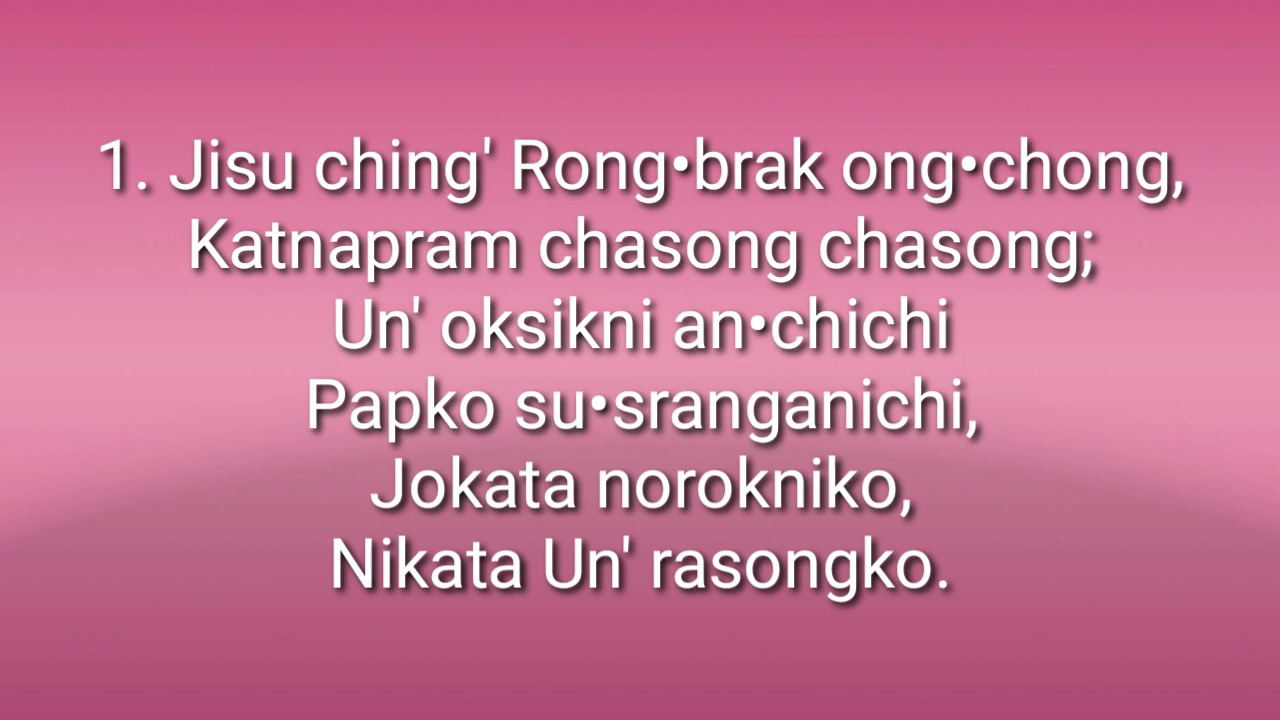 1. Jisu ching' Rong•brak ong•chong,
Katnapram chasong chasong;
Un' oksikni an•chichi
Papko su•sranganichi,
Jokata norokniko,
Nikata Un' rasongko.